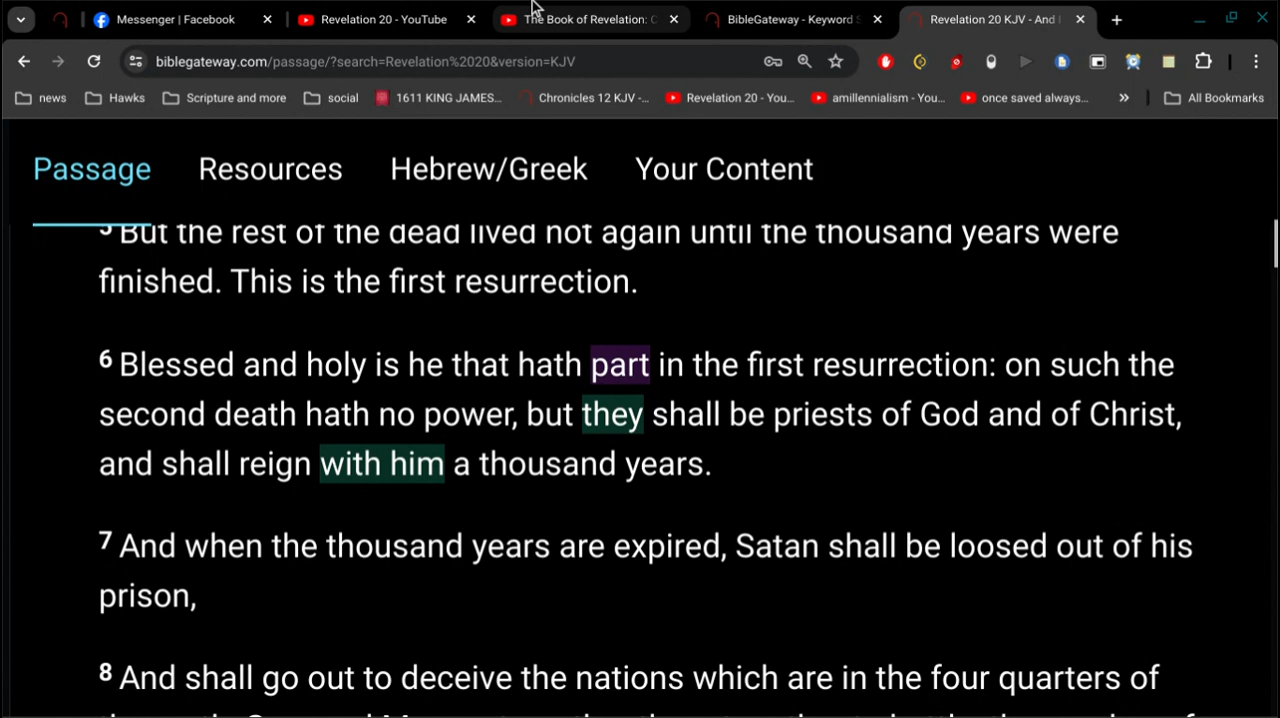 Messenger | Facebook
Revelation 20 - YouTube
The Book of Revelation: C
BibleGateway - Keyword S
Revelation 20 KJV - And I
biblegateway.com/passage/?search=Revelation%2020&version=KJV
news
Hawks
Scripture and more
social
1611 KING JAMES...
Chronicles 12 KJV -...
Revelation 20 - You...
amillennialism - You...
once saved always...
All Bookmarks
Passage
Resources
Hebrew/Greek
Your Content
5 But the rest of the dead lived not again until the thousand years were
finished. This is the first resurrection.
6 Blessed and holy is he that hath part in the first resurrection: on such the
second death hath no power, but they shall be priests of God and of Christ,
and shall reign with him a thousand years.
7 And when the thousand years are expired, Satan shall be loosed out of his
prison,
8 And shall go out to deceive the nations which are in the four quarters of